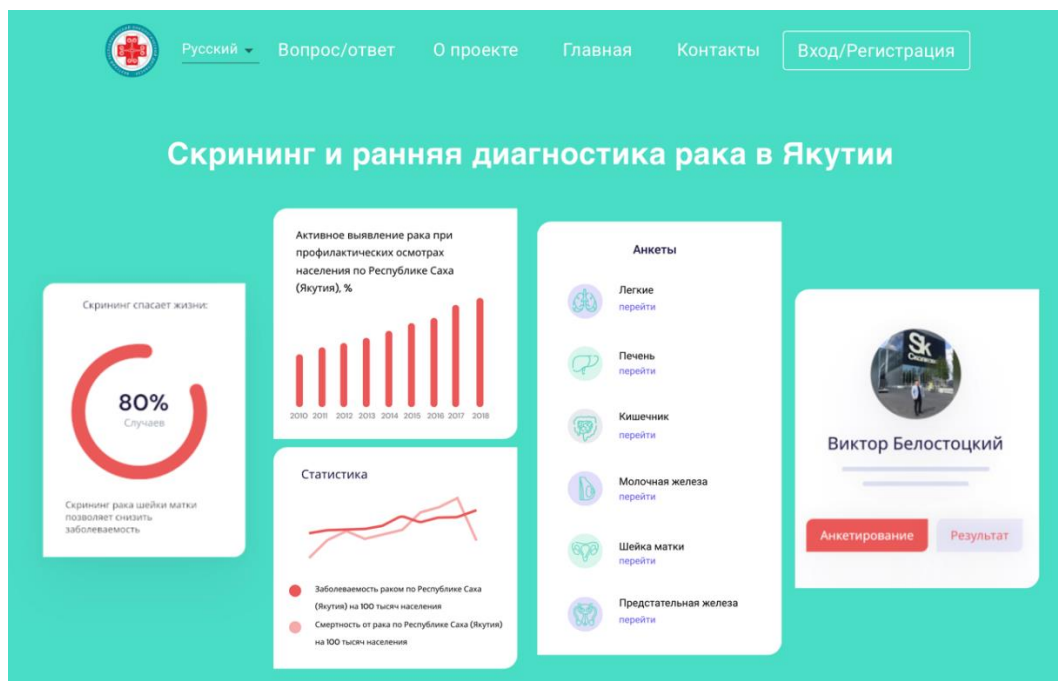 Русский
Вопрос/ответ
О проекте
Главная
Контакты
Вход/Регистрация
Скрининг и ранняя диагностика рака в Якутии
Скрининг спасает жизни:
80%
Случаев
Скрининг рака шейки матки
позволяет снизить
заболеваемость
Активное выявление рака при
профилактических осмотрах
населения по Республике Саха
(Якутия), %
2010 2011 2012 2013 2014 2015 2016 2017 2018
Статистика
Заболеваемость раком по Республике Саха
(Якутия) на 100 тысяч населения
Смертность от рака по Республике Саха (Якутия)
на 100 тысяч населения
Анкеты
Легкие
перейти
Печень
перейти
Кишечник
перейти
Молочная железа
перейти
Шейка матки
перейти
Предстательная железа
перейти
Sk
Виктор Белостоцкий
Анкетирование
Результат